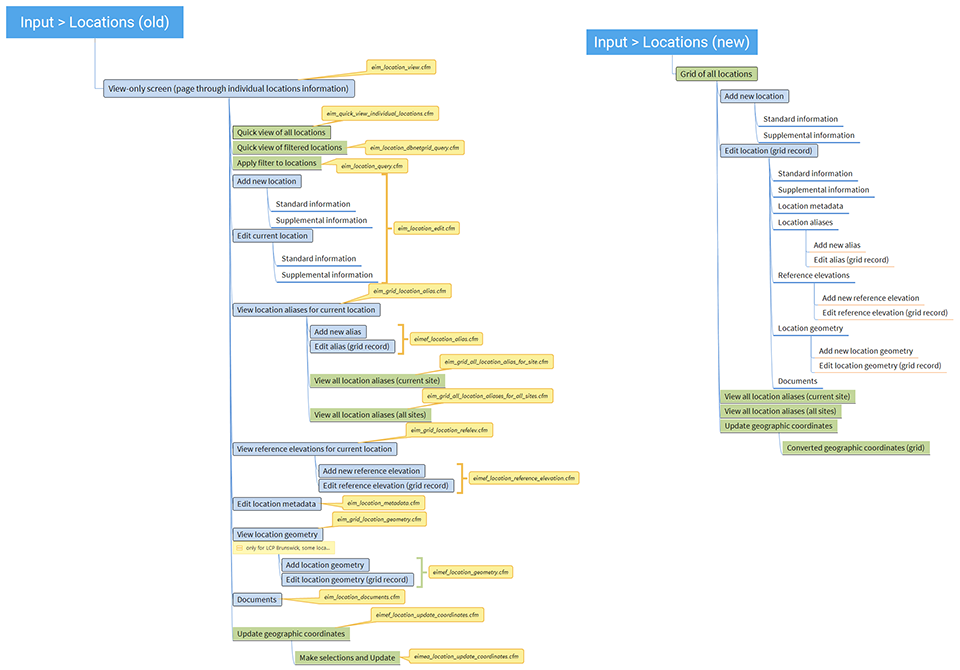 Input > Locations (old)
eim_location_view.cfm
View-only screen (page through individual locations information)
eim_quick_view_individual_locations.cfm
Quick view of all locations
Quick view of filtered locations
eim_location_dbnetgrid_query.cfm
Apply filter to locations
eim_location_query.cfm
Add new location
Standard information
Supplemental information
eim_location_edit.cfm
Edit current location
Standard information
Supplemental information
eim_grid_location_alias.cfm
View location aliases for current location
Add new alias
Edit alias (grid record)
eimef_location_alias.cfm
eim_grid_all_location_alias_for_site.cfm
View all location aliases (current site)
eim_grid_all_location_aliases_for_all_sites.cfm
View all location aliases (all sites)
eim_grid_location_refelev.cfm
View reference elevations for current location
Add new reference elevation
Edit reference elevation (grid record)
eimef_location_reference_elevation.cfm
Edit location metadata
eim_location_metadata.cfm
eim_grid_location_geometry.cfm
View location geometry
only for LCP Brunswick, some loca...
Add location geometry
Edit location geometry (grid record)
eimef_location_geometry.cfm
Documents
eim_location_documents.cfm
eimef_location_update_coordinates.cfm
Update geographic coordinates
Make selections and Update
eimea_location_update_coordinates.cfm
Input > Locations (new)
Grid of all locations
Add new location
Standard information
Supplemental information
Edit location (grid record)
Standard information
Supplemental information
Location metadata
Location aliases
Add new alias
Edit alias (grid record)
Reference elevations
Add new reference elevation
Edit reference elevation (grid record)
Location geometry
Add new location geometry
Edit location geometry (grid record)
Documents
View all location aliases (current site)
View all location aliases (all sites)
Update geographic coordinates
Converted geographic coordinates (grid)